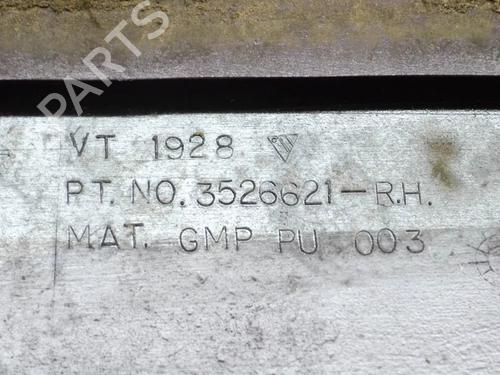 PARTS
VT 1928
PT. NO. 3526621-R.H.
MAT. GMP PU 003